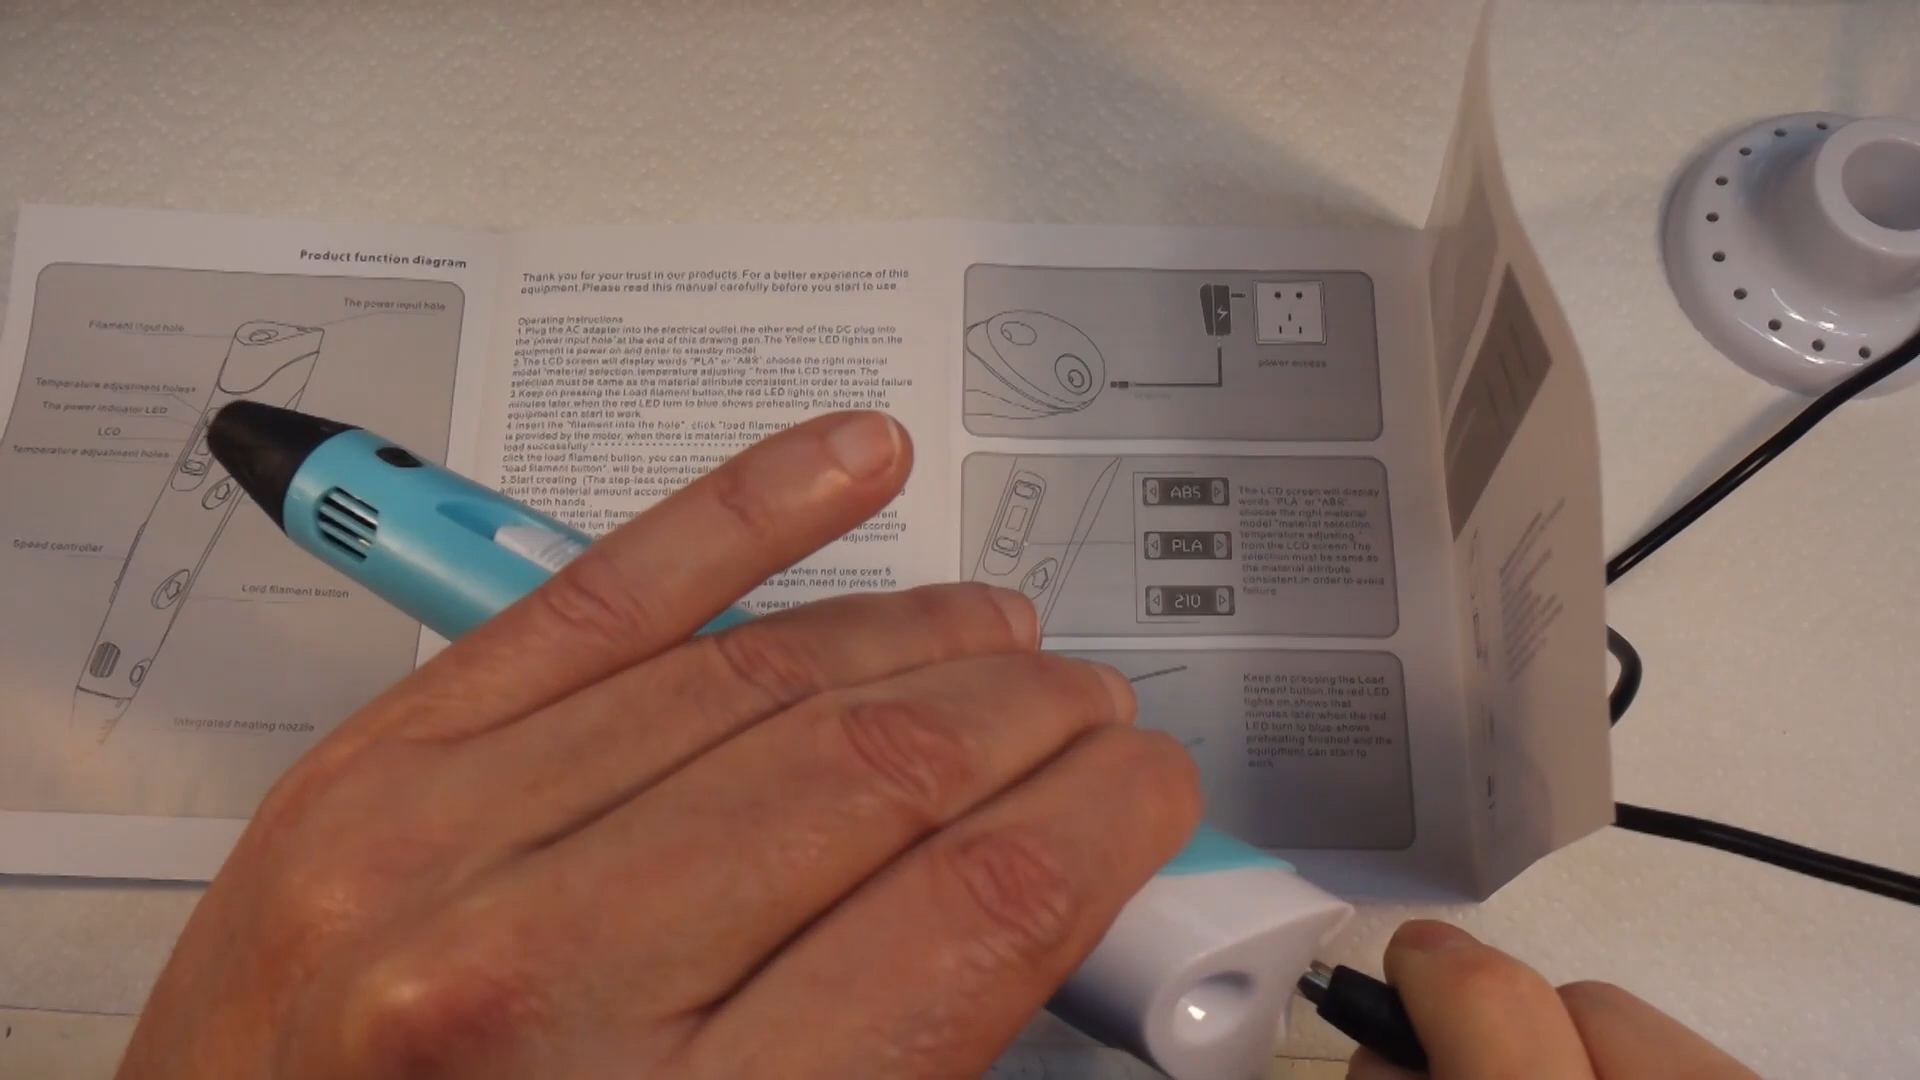 Product function diagram
The power input hole
Filament input hole
Temperature adjustment holes
The power indicator LED
LCD
Temperature adjustment holes
Speed controller
Lord filament button
Integrated heating nozzle
Thank you for your trust in our products.For a better experience of this
equipment.Please read this manual carefully before you start to use
Operating instructions
1.Plug the AC adapter into the electrical outlet,the other end of the DC plug into
the"power input hole"at the end of this drawing pen.The Yellow LED lights on,the
equipment is power on and enter to standby model
2.The LCD screen will display words "PLA" or "ABS" choose the right material
model "material selection,temperature adjusting." from the LCD screen. The
selection must be same as the material attribute consistent,in order to avoid failure
3.Keep on pressing the Load filament button,the red LED lights on,shows that
minutes later,when the red LED turn to blue,shows preheating finished and the
equipment can start to work
4.Insert the "filament into the hole", click "load filament
is provided by the motor, when there is material from
load successfully
click the load filament button, you can
"load filament button", will be
5.Start creating (The step-less speed
adjust the material amount
both hands
material
according
fine
adjustment
when not use over 5
again,need to press the
repeat
power access
ABS
PLA
210
The LCD screen will display
words "PLA" or "ABS"
choose the right material
model "material selection,
temperature adjusting."
from the LCD screen.The
selection must be same as
the material attribute
consistent,in order to avoid
failure
Keep on pressing the Load
filament button,the red LED
lights on,shows that
minutes later,when the red
LED turn to blue,shows
preheating finished and the
equipment can start to
work